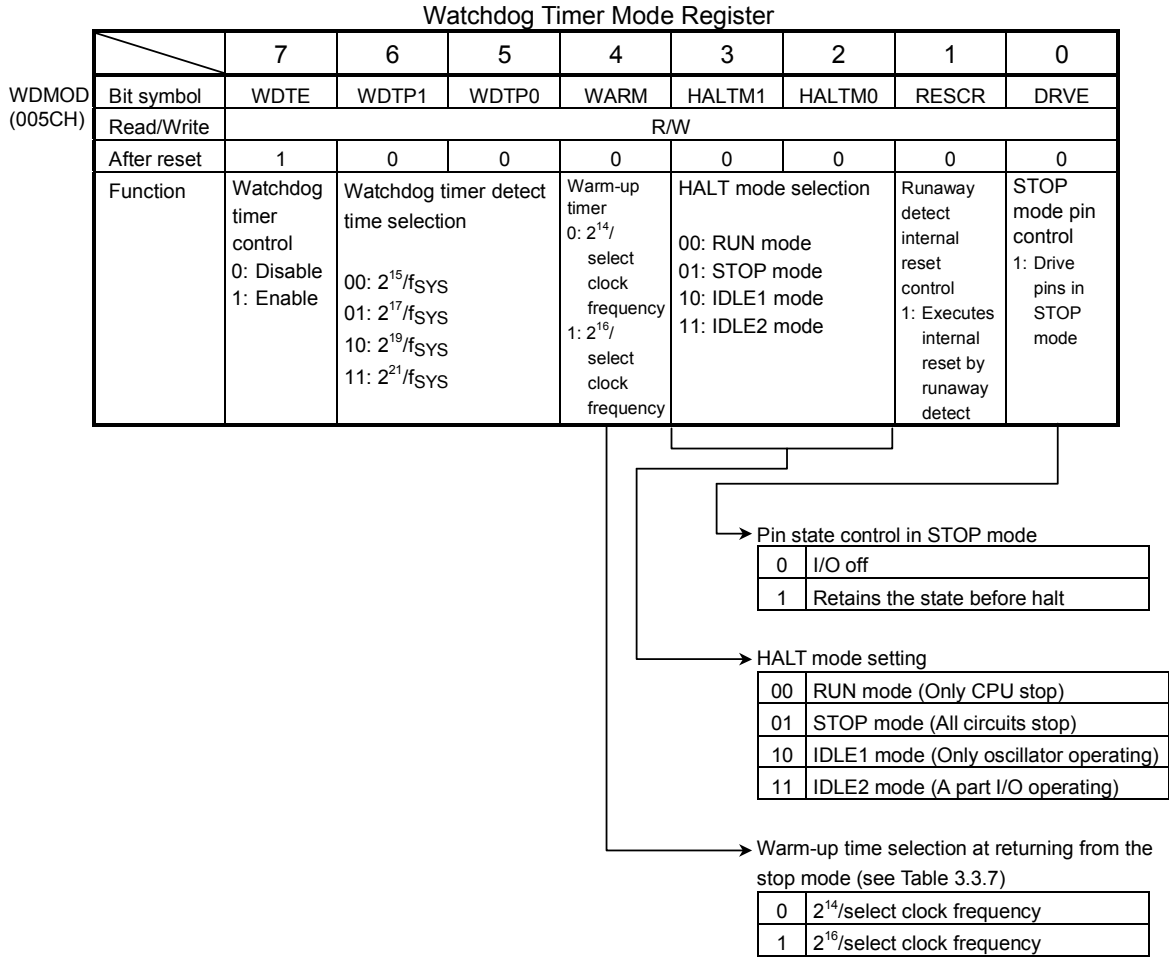 Watchdog Timer Mode Register
7 6 5 4 3 2 1 0
WDMOD
(005CH)
Bit symbol WDTE WDTP1 WDTP0 WARM HALTM1 HALTM0 RESCR DRVE
Read/Write R/W
After reset 1 0 0 0 0 0 0 0
Function
Watchdog
timer
control
0: Disable
1: Enable
Watchdog timer detect
time selection
00: 2^15/fSYS
01: 2^17/fSYS
10: 2^19/fSYS
11: 2^21/fSYS
Warm-up
timer
0: 2^14/
select
clock
frequency
1: 2^16/
select
clock
frequency
HALT mode selection
00: RUN mode
01: STOP mode
10: IDLE1 mode
11: IDLE2 mode
Runaway
detect
internal
reset
control
1: Executes
internal
reset by
runaway
detect
STOP
mode pin
control
1: Drive
pins in
STOP
mode
Pin state control in STOP mode
0 I/O off
1 Retains the state before halt
HALT mode setting
00 RUN mode (Only CPU stop)
01 STOP mode (All circuits stop)
10 IDLE1 mode (Only oscillator operating)
11 IDLE2 mode (A part I/O operating)
Warm-up time selection at returning from the
stop mode (see Table 3.3.7)
0 2^14/select clock frequency
1 2^16/select clock frequency